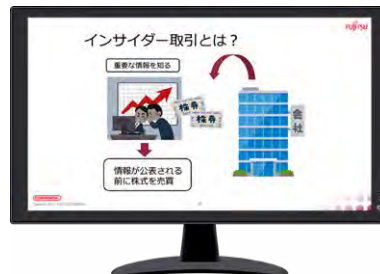 FUJITSU
インサイダー取引とは？
重要な情報を知る
株券
株券
会社
情報が公表される
前に株式を売買